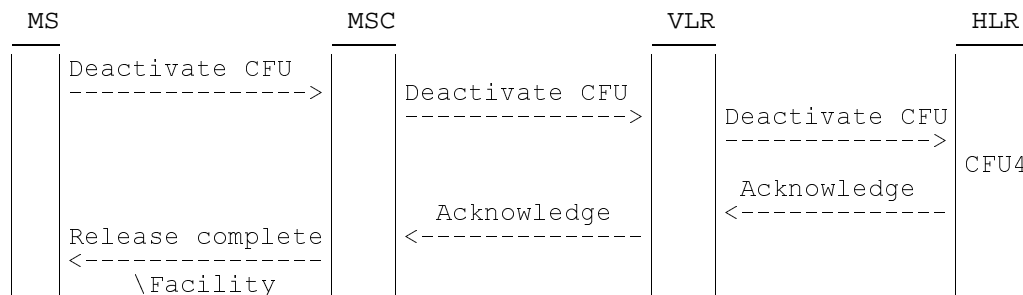 MS MSC VLR HLR
Deactivate CFU
Deactivate CFU
Deactivate CFU
CFU4
Acknowledge
Acknowledge
Release complete
\Facility